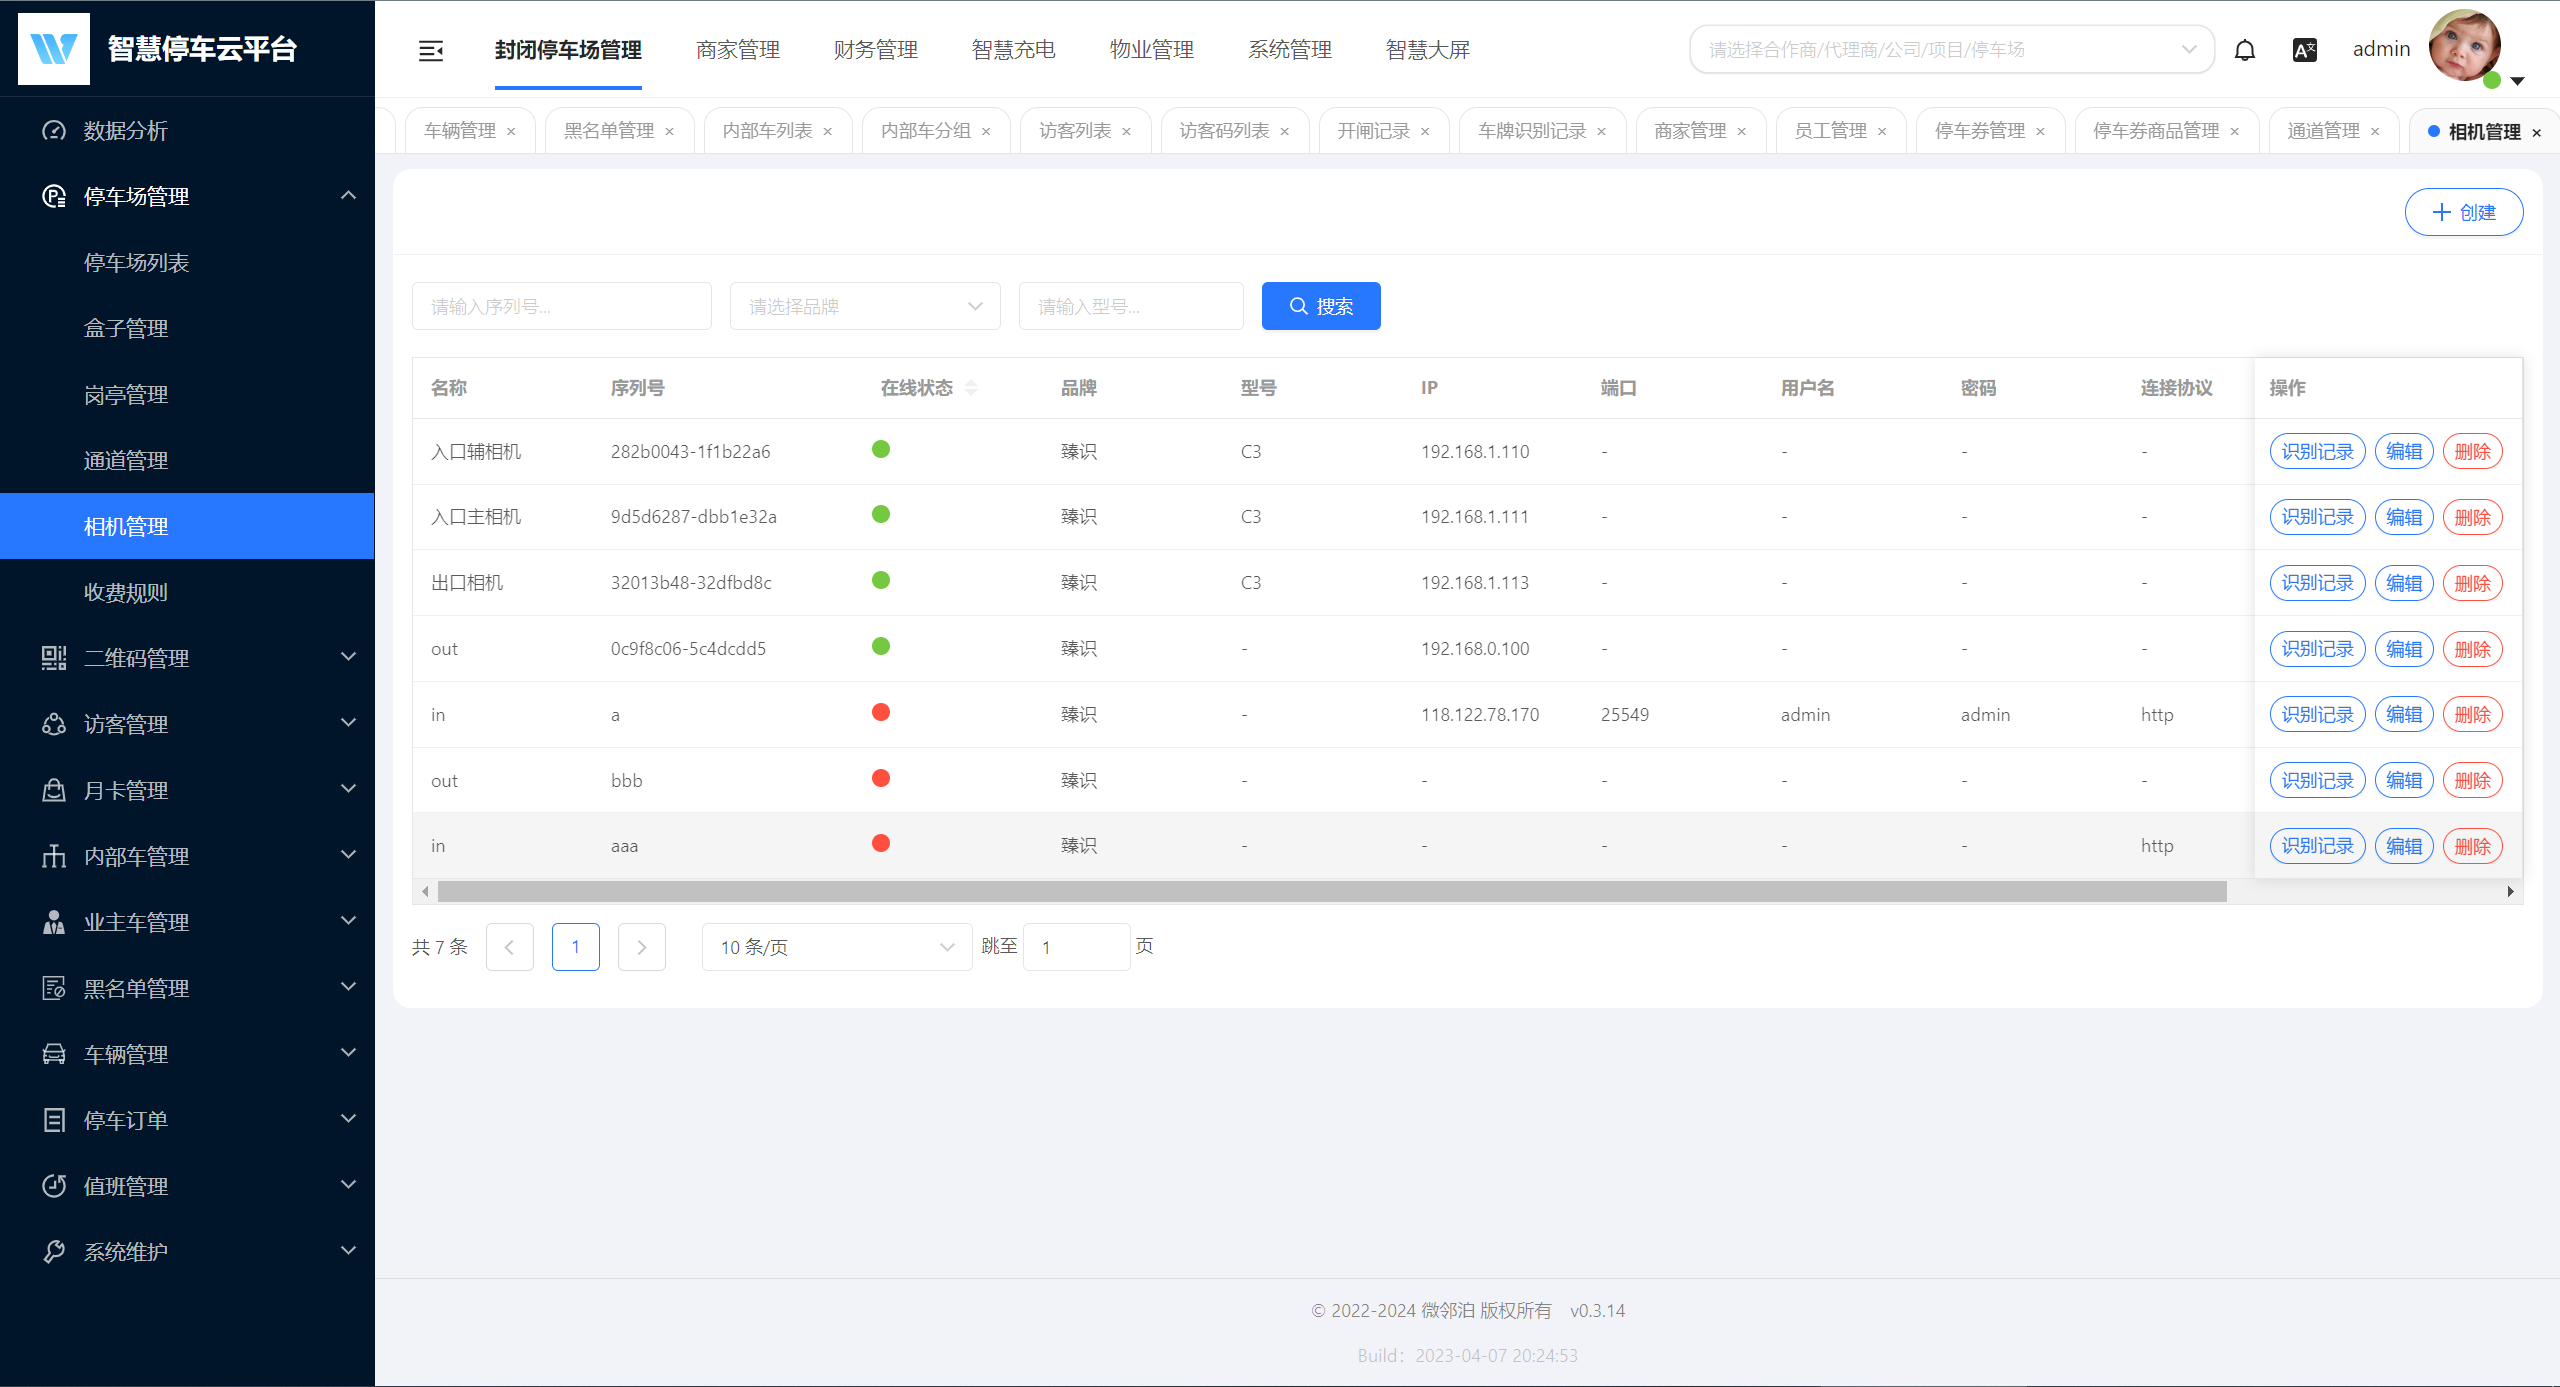 智慧停车云平台
封闭停车场管理 商家管理 财务管理 智慧充电 物业管理 系统管理 智慧大屏
请选择合作商/代理商/公司/项目/停车场
admin
车辆管理 × 黑名单管理 × 内部车列表 × 内部车分组 × 访客列表 × 访客码列表 × 开闸记录 × 车牌识别记录 × 商家管理 × 员工管理 × 停车券管理 × 停车券商品管理 × 通道管理 × 相机管理 ×
数据分析
停车场管理
停车场列表
盒子管理
岗亭管理
通道管理
相机管理
收费规则
二维码管理
访客管理
月卡管理
内部车管理
业主车管理
黑名单管理
车辆管理
停车订单
值班管理
系统维护
创建
请输入序列号... 请选择品牌 请输入型号... 搜索
名称 序列号 在线状态 品牌 型号 IP 端口 用户名 密码 连接协议 操作
入口辅相机 282b0043-1f1b22a6 臻识 C3 192.168.1.110 - - - - 识别记录 编辑 删除
入口主相机 9d5d6287-dbb1e32a 臻识 C3 192.168.1.111 - - - - 识别记录 编辑 删除
出口相机 32013b48-32dfbd8c 臻识 C3 192.168.1.113 - - - - 识别记录 编辑 删除
out 0c9f8c06-5c4dcdd5 臻识 - 192.168.0.100 - - - - 识别记录 编辑 删除
in a 臻识 - 118.122.78.170 25549 admin admin http 识别记录 编辑 删除
out bbb 臻识 - - - - - - 识别记录 编辑 删除
in aaa 臻识 - - - - - http 识别记录 编辑 删除
共 7 条 1 10 条/页 跳至 1 页
© 2022-2024 微邻泊 版权所有 v0.3.14
Build：2023-04-07 20:24:53